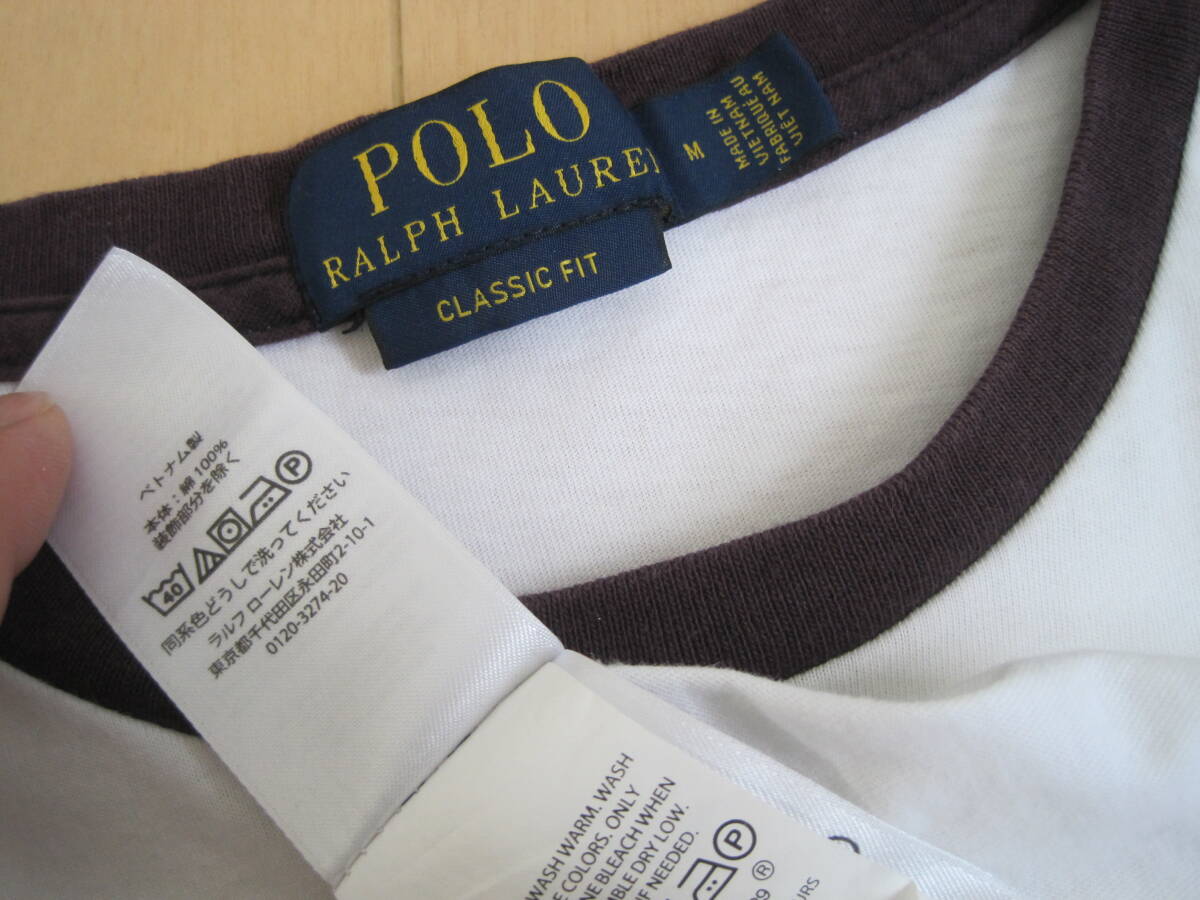 POLO
RALPH LAUREN
CLASSIC FIT
M
MADE IN
VIETNAM
FABRIQUÉ AU
VIÊT NAM
ベトナム製
本体：綿 100%
装飾部分を除く
40
P
同系色どうしで洗ってください
ラルフ ローレン株式会社
東京都千代田区永田町2-10-1
0120-3274-20
WASH WARM. WASH
COLORS. ONLY
BLEACH WHEN
DRY LOW.
IF NEEDED.
P
®